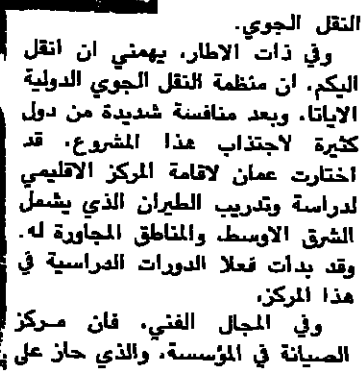 النقل الجوي.
وفي ذات الاطار، يهمني ان انقل
اليكم، ان منظمة النقل الجوي الدولية
الاياتا، وبعد منافسة شديدة من دول
كثيرة لاجتذاب هذا المشروع، قد
اختارت عمان لاقامة المركز الاقليمي
لدراسة وتدريب الطيران الذي يشمل
الشرق الاوسط والمناطق المجاورة له.
وقد بدأت فعلا الدورات الدراسية في
هذا المركز،
وفي المجال الفني، فان مركز
الصيانة في المؤسسة، والذي حاز على